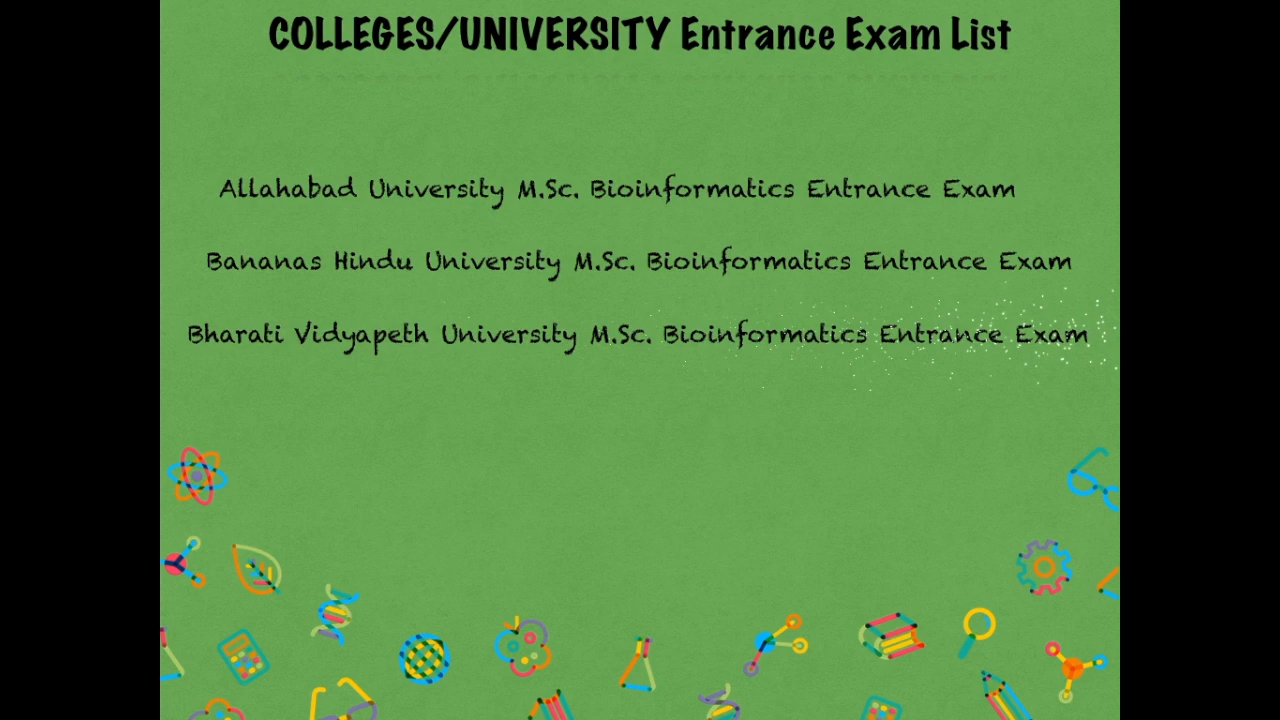 COLLEGES/UNIVERSITY Entrance Exam List
Allahabad University M.Sc. Bioinformatics Entrance Exam
Bananas Hindu University M.Sc. Bioinformatics Entrance Exam
Bharati Vidyapeth University M.Sc. Bioinformatics Entrance Exam